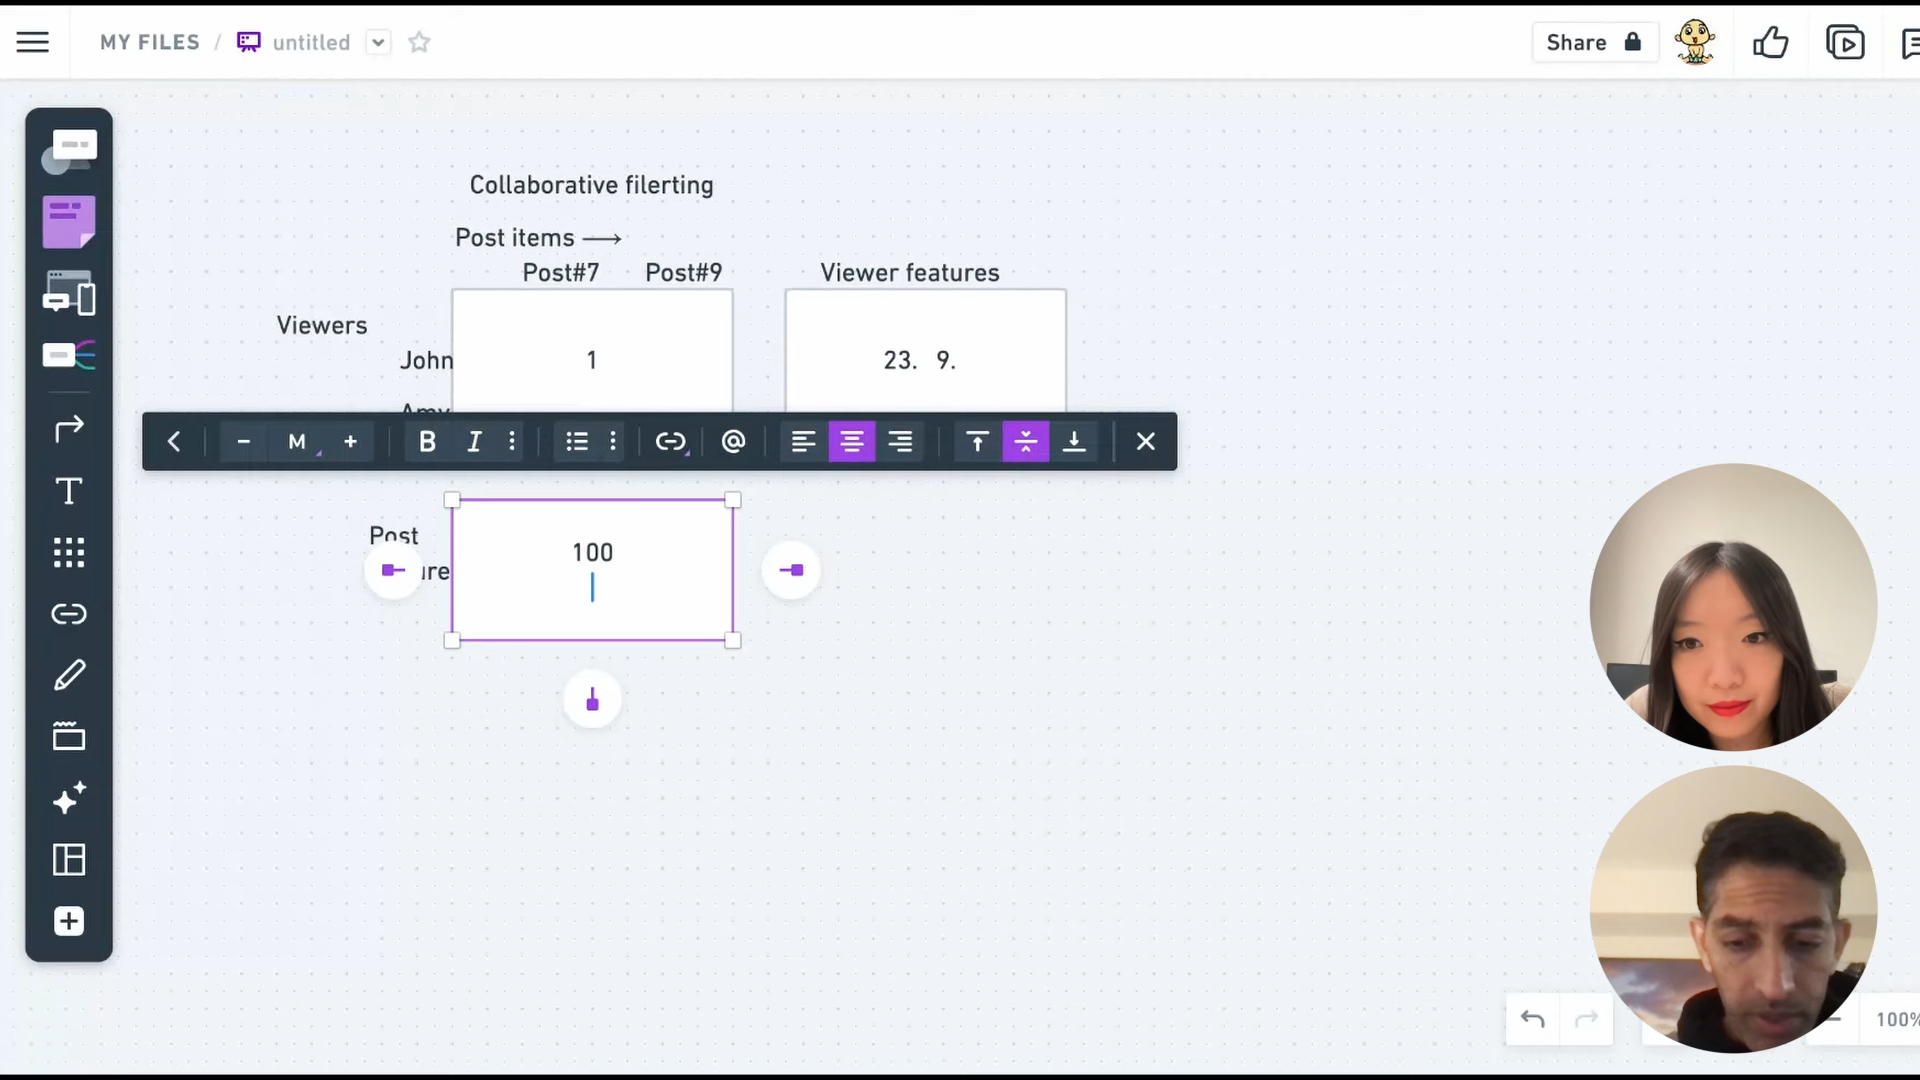 MY FILES / untitled
Share
Collaborative filerting
Post items
Post#7 Post#9 Viewer features
Viewers
John 1 23. 9.
M B I @
Post
100
100%